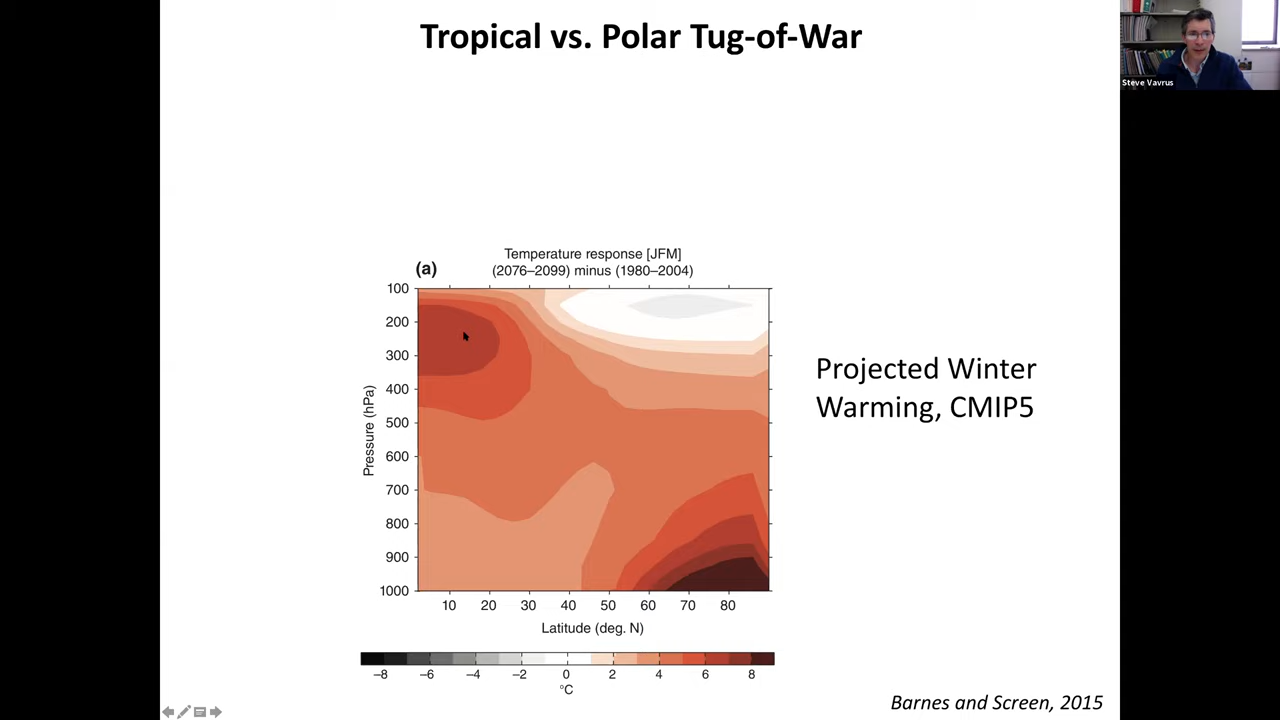 Tropical vs. Polar Tug-of-War
Steve Vavrus
(a)
Temperature response [JFM]
(2076–2099) minus (1980–2004)
100
200
300
400
500
600
700
800
900
1000
Pressure (hPa)
10 20 30 40 50 60 70 80
Latitude (deg. N)
−8 −6 −4 −2 0 2 4 6 8
°C
Projected Winter
Warming, CMIP5
Barnes and Screen, 2015